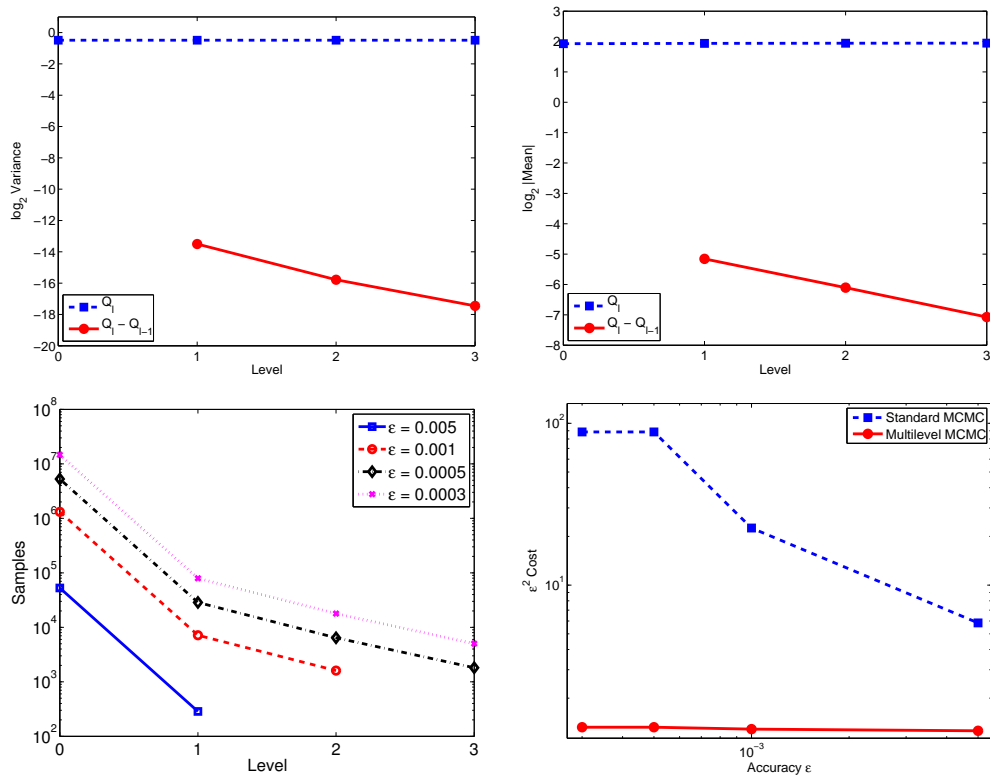 0
-2
-4
-6
-8
-10
-12
-14
-16
-18
-20
log2 Variance
Q_l
Q_l − Q_{l−1}
0
1
2
3
Level
3
2
1
0
-1
-2
-3
-4
-5
-6
-7
-8
log2 |Mean|
Q_l
Q_l − Q_{l−1}
0
1
2
3
Level
10^8
10^7
10^6
10^5
10^4
10^3
10^2
Samples
ε = 0.005
ε = 0.001
ε = 0.0005
ε = 0.0003
0
1
2
3
Level
10^2
10^1
ε^2 Cost
Standard MCMC
Multilevel MCMC
10^−3
Accuracy ε